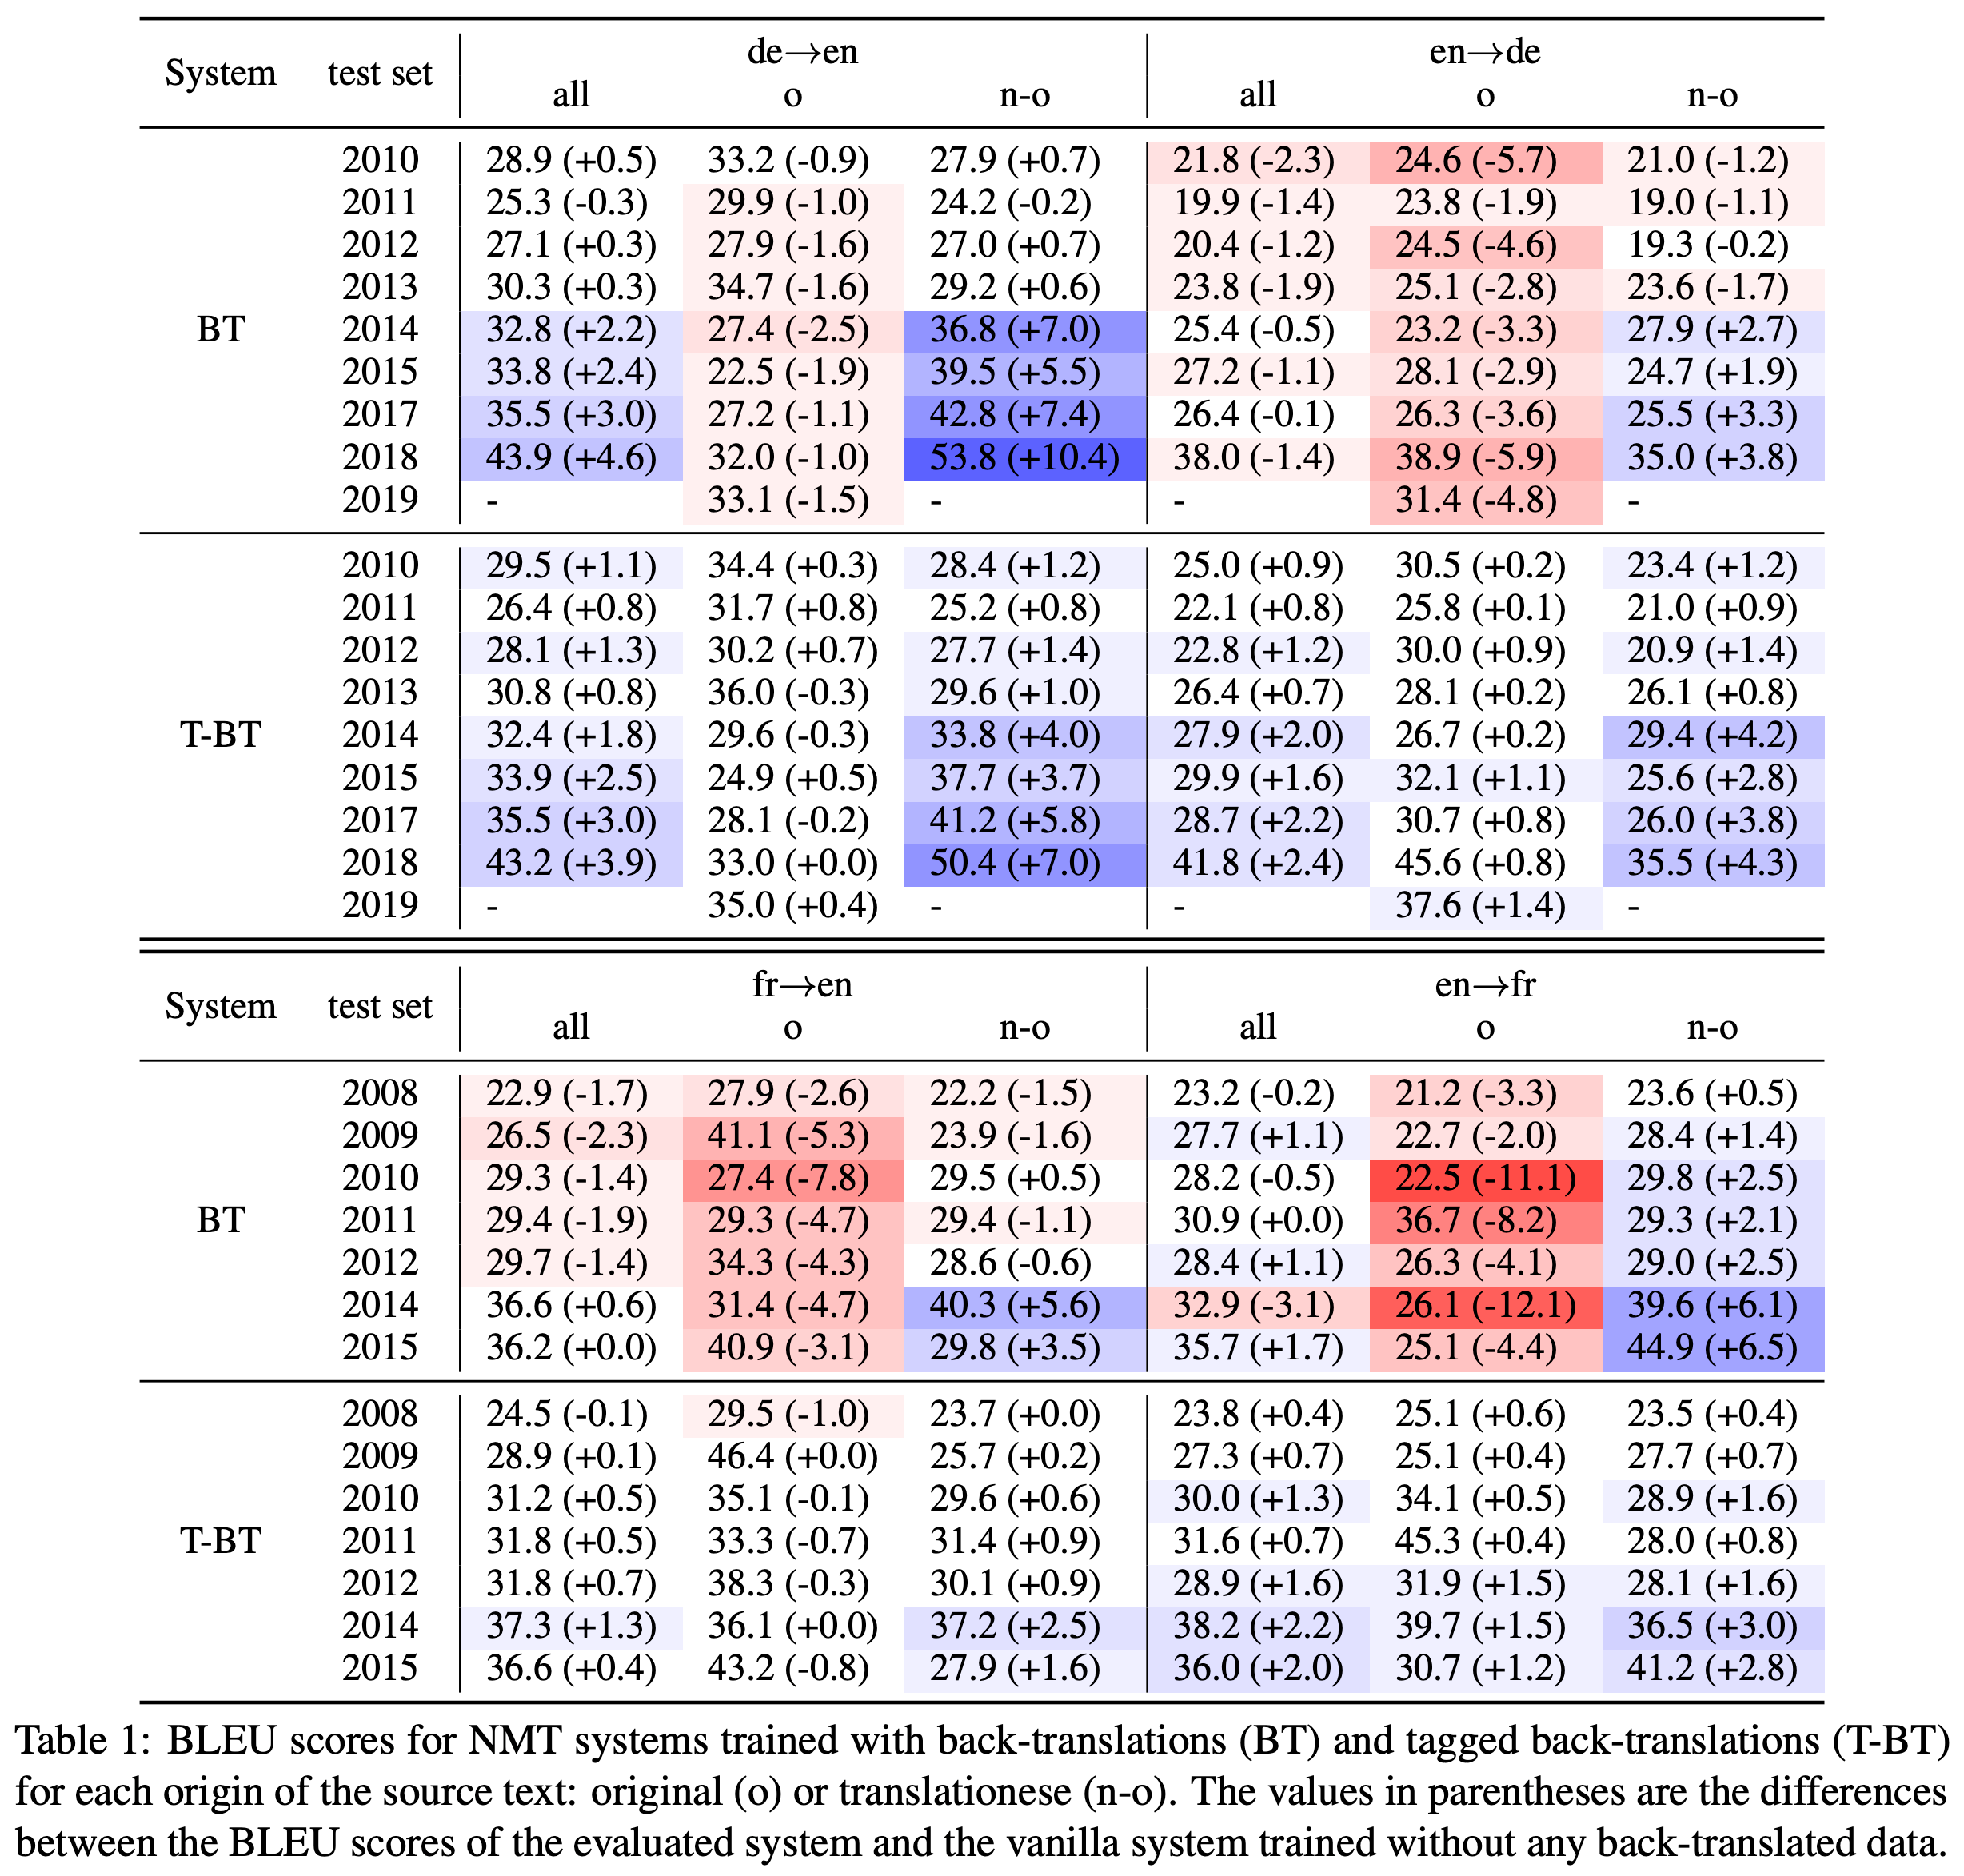 System test set de→en en→de
all o n-o all o n-o
2010 28.9 (+0.5) 33.2 (-0.9) 27.9 (+0.7) 21.8 (-2.3) 24.6 (-5.7) 21.0 (-1.2)
2011 25.3 (-0.3) 29.9 (-1.0) 24.2 (-0.2) 19.9 (-1.4) 23.8 (-1.9) 19.0 (-1.1)
2012 27.1 (+0.3) 27.9 (-1.6) 27.0 (+0.7) 20.4 (-1.2) 24.5 (-4.6) 19.3 (-0.2)
2013 30.3 (+0.3) 34.7 (-1.6) 29.2 (+0.6) 23.8 (-1.9) 25.1 (-2.8) 23.6 (-1.7)
BT 2014 32.8 (+2.2) 27.4 (-2.5) 36.8 (+7.0) 25.4 (-0.5) 23.2 (-3.3) 27.9 (+2.7)
2015 33.8 (+2.4) 22.5 (-1.9) 39.5 (+5.5) 27.2 (-1.1) 28.1 (-2.9) 24.7 (+1.9)
2017 35.5 (+3.0) 27.2 (-1.1) 42.8 (+7.4) 26.4 (-0.1) 26.3 (-3.6) 25.5 (+3.3)
2018 43.9 (+4.6) 32.0 (-1.0) 53.8 (+10.4) 38.0 (-1.4) 38.9 (-5.9) 35.0 (+3.8)
2019 - 33.1 (-1.5) - - 31.4 (-4.8) -
2010 29.5 (+1.1) 34.4 (+0.3) 28.4 (+1.2) 25.0 (+0.9) 30.5 (+0.2) 23.4 (+1.2)
2011 26.4 (+0.8) 31.7 (+0.8) 25.2 (+0.8) 22.1 (+0.8) 25.8 (+0.1) 21.0 (+0.9)
2012 28.1 (+1.3) 30.2 (+0.7) 27.7 (+1.4) 22.8 (+1.2) 30.0 (+0.9) 20.9 (+1.4)
2013 30.8 (+0.8) 36.0 (-0.3) 29.6 (+1.0) 26.4 (+0.7) 28.1 (+0.2) 26.1 (+0.8)
T-BT 2014 32.4 (+1.8) 29.6 (-0.3) 33.8 (+4.0) 27.9 (+2.0) 26.7 (+0.2) 29.4 (+4.2)
2015 33.9 (+2.5) 24.9 (+0.5) 37.7 (+3.7) 29.9 (+1.6) 32.1 (+1.1) 25.6 (+2.8)
2017 35.5 (+3.0) 28.1 (-0.2) 41.2 (+5.8) 28.7 (+2.2) 30.7 (+0.8) 26.0 (+3.8)
2018 43.2 (+3.9) 33.0 (+0.0) 50.4 (+7.0) 41.8 (+2.4) 45.6 (+0.8) 35.5 (+4.3)
2019 - 35.0 (+0.4) - - 37.6 (+1.4) -
System test set fr→en en→fr
all o n-o all o n-o
2008 22.9 (-1.7) 27.9 (-2.6) 22.2 (-1.5) 23.2 (-0.2) 21.2 (-3.3) 23.6 (+0.5)
2009 26.5 (-2.3) 41.1 (-5.3) 23.9 (-1.6) 27.7 (+1.1) 22.7 (-2.0) 28.4 (+1.4)
2010 29.3 (-1.4) 27.4 (-7.8) 29.5 (+0.5) 28.2 (-0.5) 22.5 (-11.1) 29.8 (+2.5)
BT 2011 29.4 (-1.9) 29.3 (-4.7) 29.4 (-1.1) 30.9 (+0.0) 36.7 (-8.2) 29.3 (+2.1)
2012 29.7 (-1.4) 34.3 (-4.3) 28.6 (-0.6) 28.4 (+1.1) 26.3 (-4.1) 29.0 (+2.5)
2014 36.6 (+0.6) 31.4 (-4.7) 40.3 (+5.6) 32.9 (-3.1) 26.1 (-12.1) 39.6 (+6.1)
2015 36.2 (+0.0) 40.9 (-3.1) 29.8 (+3.5) 35.7 (+1.7) 25.1 (-4.4) 44.9 (+6.5)
2008 24.5 (-0.1) 29.5 (-1.0) 23.7 (+0.0) 23.8 (+0.4) 25.1 (+0.6) 23.5 (+0.4)
2009 28.9 (+0.1) 46.4 (+0.0) 25.7 (+0.2) 27.3 (+0.7) 25.1 (+0.4) 27.7 (+0.7)
2010 31.2 (+0.5) 35.1 (-0.1) 29.6 (+0.6) 30.0 (+1.3) 34.1 (+0.5) 28.9 (+1.6)
T-BT 2011 31.8 (+0.5) 33.3 (-0.7) 31.4 (+0.9) 31.6 (+0.7) 45.3 (+0.4) 28.0 (+0.8)
2012 31.8 (+0.7) 38.3 (-0.3) 30.1 (+0.9) 28.9 (+1.6) 31.9 (+1.5) 28.1 (+1.6)
2014 37.3 (+1.3) 36.1 (+0.0) 37.2 (+2.5) 38.2 (+2.2) 39.7 (+1.5) 36.5 (+3.0)
2015 36.6 (+0.4) 43.2 (-0.8) 27.9 (+1.6) 36.0 (+2.0) 30.7 (+1.2) 41.2 (+2.8)
Table 1: BLEU scores for NMT systems trained with back-translations (BT) and tagged back-translations (T-BT)
for each origin of the source text: original (o) or translationese (n-o). The values in parentheses are the differences
between the BLEU scores of the evaluated system and the vanilla system trained without any back-translated data.